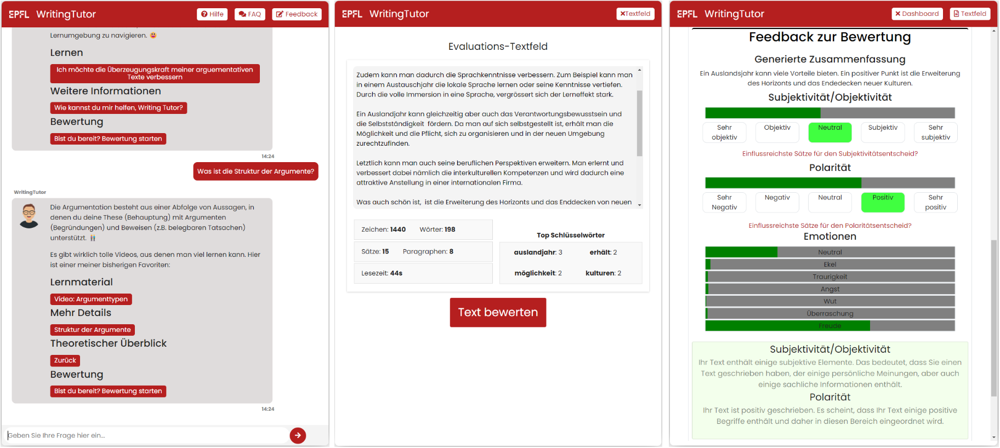 EPFL WritingTutor
Hilfe
FAQ
Feedback
Lernumgebung zu navigieren.
Lernen
Ich möchte die Überzeugungskraft meiner arguementativen
Texte verbessern
Weitere Informationen
Wie kannst du mir helfen, Writing Tutor?
Bewertung
Bist du bereit? Bewertung starten
14:24
Was ist die Struktur der Argumente?
WritingTutor
Die Argumentation besteht aus einer Abfolge von Aussagen, in
denen du deine These (Behauptung) mit Argumenten
(Begründungen) und Beweisen (z.B. belegbaren Tatsachen)
unterstützt.
Es gibt wirklich tolle Videos, aus denen man viel lernen kann. Hier
ist einer meiner bisherigen Favoriten:
Lernmaterial
Video: Argumenttypen
Mehr Details
Struktur der Argumente
Theoretischer Überblick
Zurück
Bewertung
Bist du bereit? Bewertung starten
14:24
Geben Sie Ihre Frage hier ein...
EPFL WritingTutor
Textfeld
Evaluations-Textfeld
Zudem kann man dadurch die Sprachkenntnisse verbessern. Zum Beispiel kann man
in einem Austauschjahr die lokale Sprache lernen oder seine Kenntnisse vertiefen.
Durch die volle Immersion in eine Sprache, vergrössert sich der Lerneffekt stark.
Ein Auslandjahr kann gleichzeitig aber auch das Verantwortungsbewusstsein und
die Selbstständigkeit fördern. Da man auf sich selbstgestellt ist, erhält man die
Möglichkeit und die Pflicht, sich zu organisieren und in der neuen Umgebung
zurechtzufinden.
Letztlich kann man auch seine beruflichen Perspektiven erweitern. Man erlernt und
verbessert dabei nämlich die interkulturellen Kompetenzen und wird dadurch eine
attraktive Anstellung in einer internationalen Firma.
Was auch schön ist, ist die Erweiterung des Horizonts und das Enddecken von neuen
Zeichen: 1440 Wörter: 198
Sätze: 15 Paragraphen: 8
Lesezeit: 44s
Top Schlüsselwörter
auslandjahr: 3 erhält: 2
möglichkeit: 2 kulturen: 2
Text bewerten
EPFL WritingTutor
Dashboard
Textfeld
Feedback zur Bewertung
Generierte Zusammenfassung
Ein Auslandsjahr kann viele Vorteile bieten. Ein positiver Punkt ist die Erweiterung
des Horizonts und das Endedecken neuer Kulturen.
Subjektivität/Objektivität
Sehr objektiv
Objektiv
Neutral
Subjektiv
Sehr subjektiv
Einflussreichste Sätze für den Subjektivitätsentscheid?
Polarität
Sehr Negativ
Negativ
Neutral
Positiv
Sehr positiv
Einflussreichste Sätze für den Polaritätsentscheid?
Emotionen
Neutral
Ekel
Traurigkeit
Angst
Wut
Überraschung
Freude
Subjektivität/Objektivität
Ihr Text enthält einige subjektive Elemente. Das bedeutet, dass Sie einen
Text geschrieben haben, der einige persönliche Meinungen, aber auch
einige sachliche Informationen enthält.
Polarität
Ihr Text ist positiv geschrieben. Es scheint, dass Ihr Text einige positive
Begriffe enthält und daher in diesen Bereich eingeordnet wird.